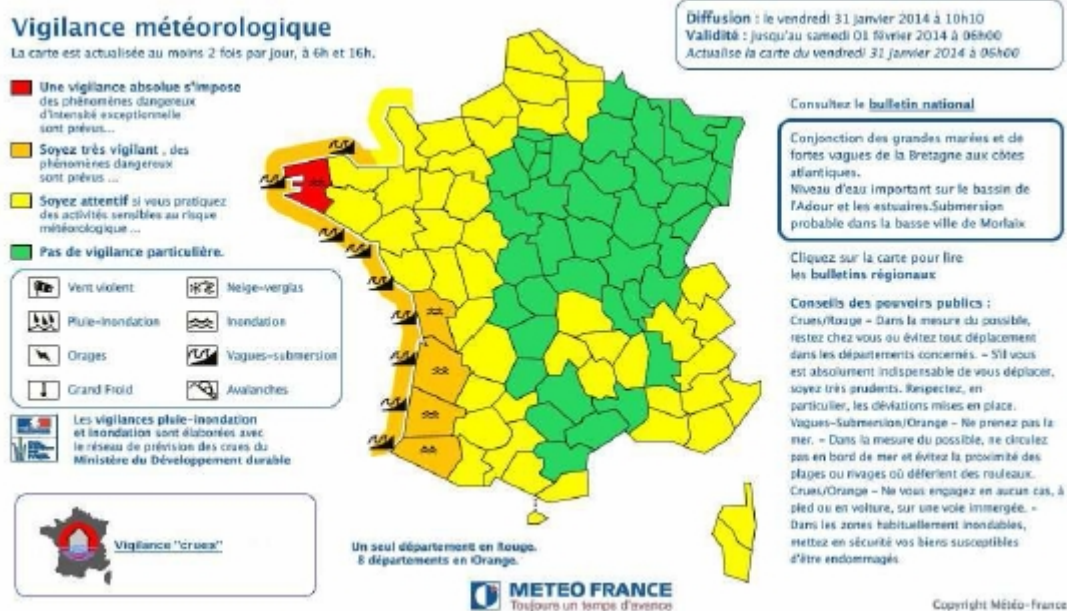 Vigilance météorologique
La carte est actualisée au moins 2 fois par jour, à 6h et 16h.
Diffusion : le vendredi 31 janvier 2014 à 10h10
Validité : jusqu'au samedi 01 février 2014 à 06h00
Actualise la carte du vendredi 31 janvier 2014 à 06h00
Une vigilance absolue s'impose
des phénomènes dangereux
d'intensité exceptionnelle
sont prévus...
Soyez très vigilant , des
phénomènes dangereux
sont prévus ...
Soyez attentif si vous pratiquez
des activités sensibles au risque
météorologique ...
Pas de vigilance particulière.
Vent violent
Neige-verglas
Pluie-Inondation
Inondation
Orages
Vagues-submersion
Grand Froid
Avalanches
Les vigilances pluie-inondation
et inondation sont élaborées avec
le réseau de prévision des crues du
Ministère du Développement durable
Vigilance "crues"
Un seul département en Rouge.
8 départements en Orange.
METEO FRANCE
Toujours un temps d'avance
Consultez le bulletin national
Conjonction des grandes marées et de
fortes vagues de la Bretagne aux côtes
atlantiques.
Niveau d'eau important sur le bassin de
l'Adour et les estuaires.Submersion
probable dans la basse ville de Morlaix
Cliquez sur la carte pour lire
les bulletins régionaux
Conseils des pouvoirs publics :
Crues/Rouge – Dans la mesure du possible,
restez chez vous ou évitez tout déplacement
dans les départements concernés. – S'il vous
est absolument indispensable de vous déplacer,
soyez très prudents. Respectez, en
particulier, les déviations mises en place.
Vagues-Submersion/Orange – Ne prenez pas la
mer. – Dans la mesure du possible, ne circulez
pas en bord de mer et évitez la proximité des
plages ou rivages où déferlent des rouleaux.
Crues/Orange – Ne vous engagez en aucun cas, à
pied ou en voiture, sur une voie immergée. –
Dans les zones habituellement inondables,
mettez en sécurité vos biens susceptibles
d'être endommagés
Copyright Météo-France